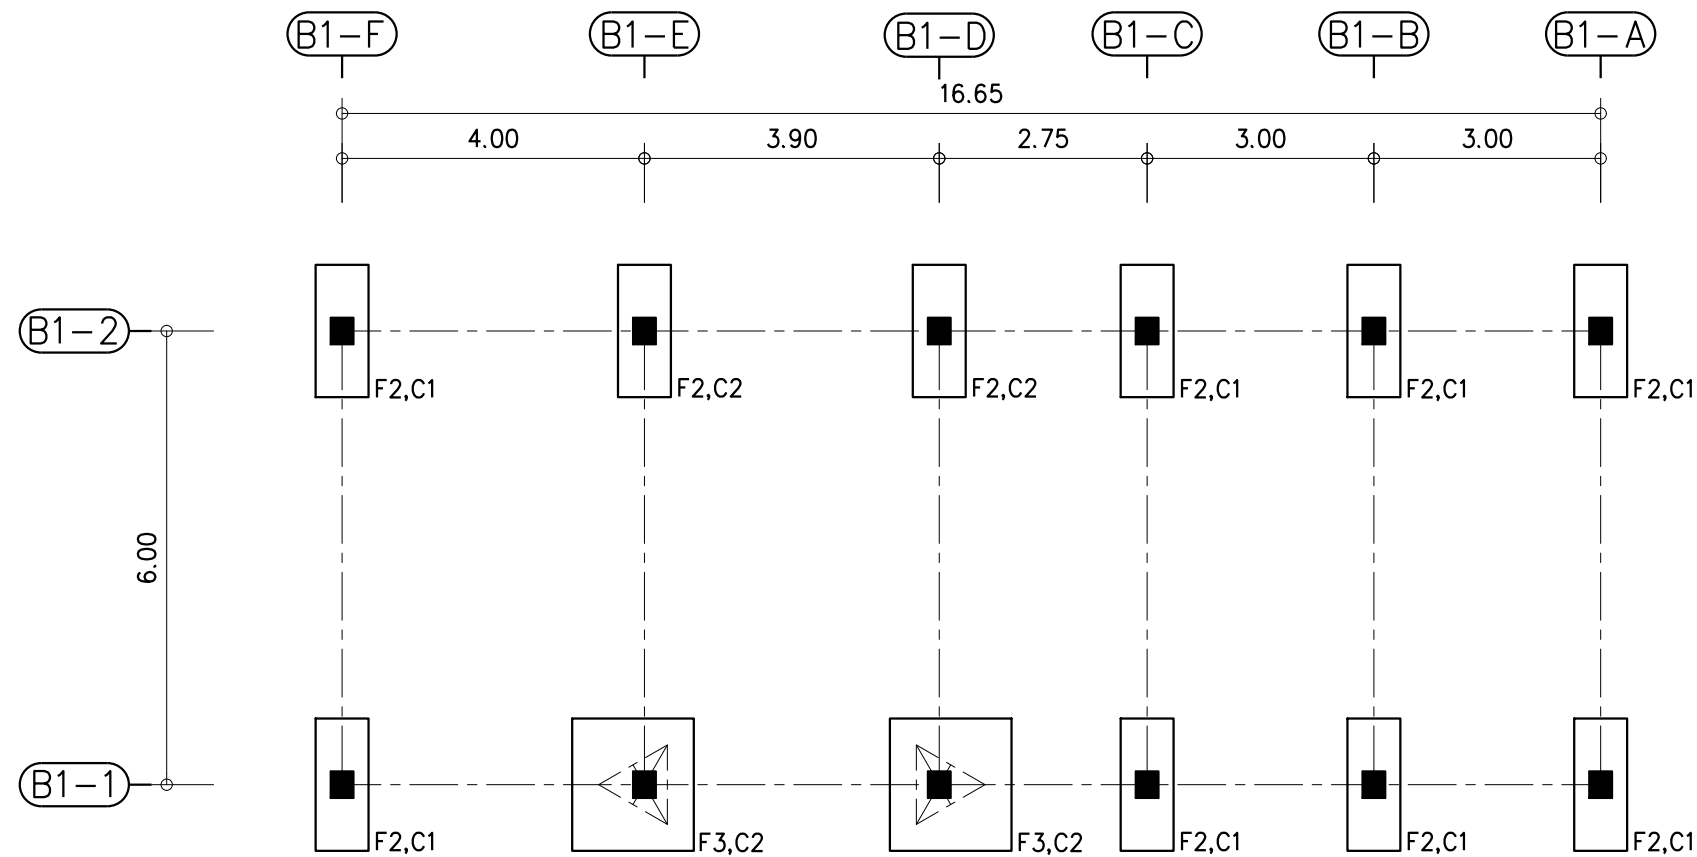 B1-F B1-E B1-D B1-C B1-B B1-A
16.65
4.00 3.90 2.75 3.00 3.00
B1-2
F2,C1 F2,C2 F2,C2 F2,C1 F2,C1 F2,C1
6.00
B1-1
F2,C1 F3,C2 F3,C2 F2,C1 F2,C1 F2,C1